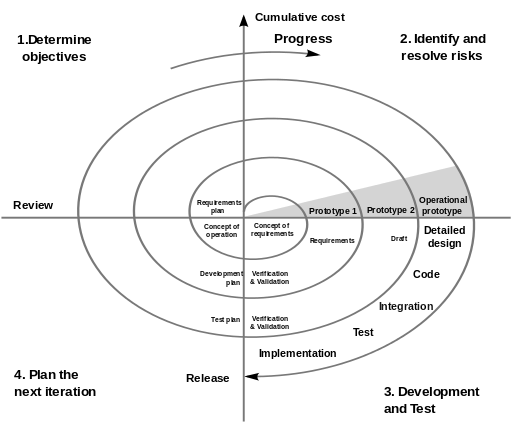 Cumulative cost
1.Determine
objectives
Progress
2. Identify and
resolve risks
Review
Requirements
plan
Concept of
operation
Concept of
requirements
Prototype 1
Prototype 2
Operational
prototype
Requirements
Draft
Detailed
design
Development
plan
Verification
& Validation
Code
Integration
Test plan
Verification
& Validation
Test
Implementation
Release
4. Plan the
next iteration
3. Development
and Test